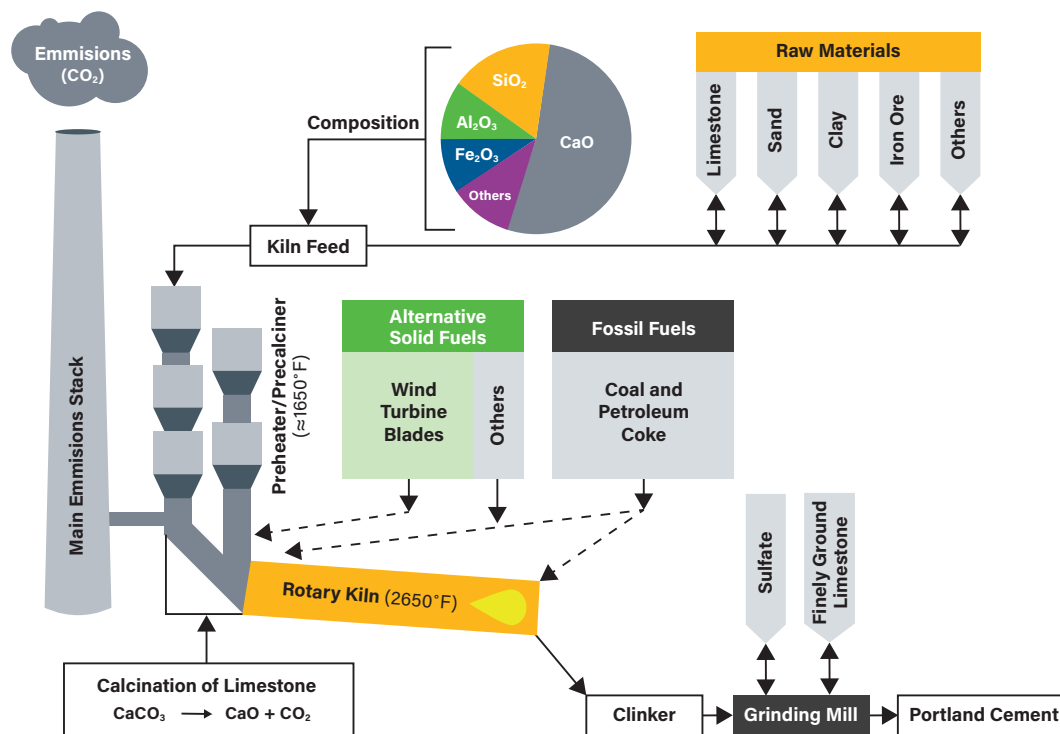 Emmisions
(CO₂)
Main Emmisions Stack
Composition
SiO₂
Al₂O₃
Fe₂O₃
Others
CaO
Raw Materials
Limestone
Sand
Clay
Iron Ore
Others
Kiln Feed
Preheater/Precalciner
(≈1650˚F)
Alternative
Solid Fuels
Wind
Turbine
Blades
Others
Fossil Fuels
Coal and
Petroleum
Coke
Rotary Kiln (2650˚F)
Calcination of Limestone
CaCO₃ → CaO + CO₂
Sulfate
Finely Ground
Limestone
Clinker
Grinding Mill
Portland Cement